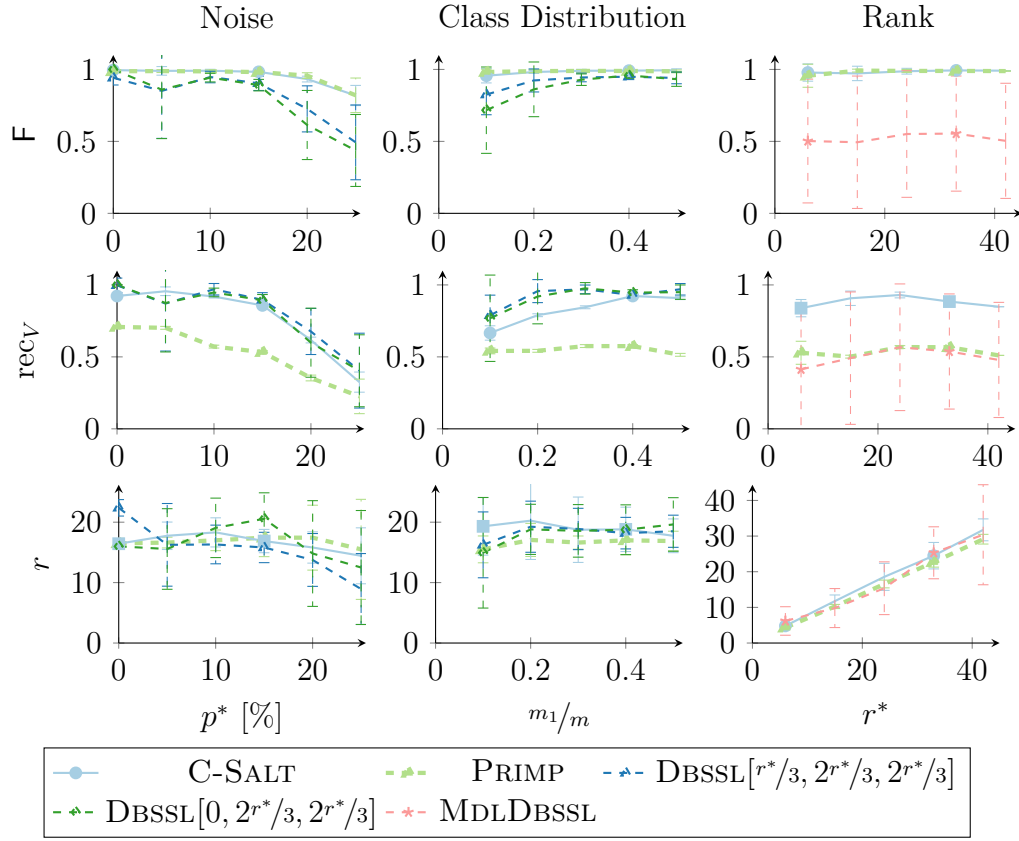 Noise Class Distribution Rank
1 1 1
F 0.5 0.5 0.5
0 0 0
0 10 20 0 0.2 0.4 0 20 40
1 1 1
rec_V 0.5 0.5 0.5
0 0 0
0 10 20 0 0.2 0.4 0 20 40
40
20 20 30
r 10 10 20
10
0 0 0
0 10 20 0 0.2 0.4 0 20 40
p* [%] m₁/m r*
C-SALT PRIMP DBSSL[r*/3, 2r*/3, 2r*/3]
DBSSL[0, 2r*/3, 2r*/3] MDLDBSSL